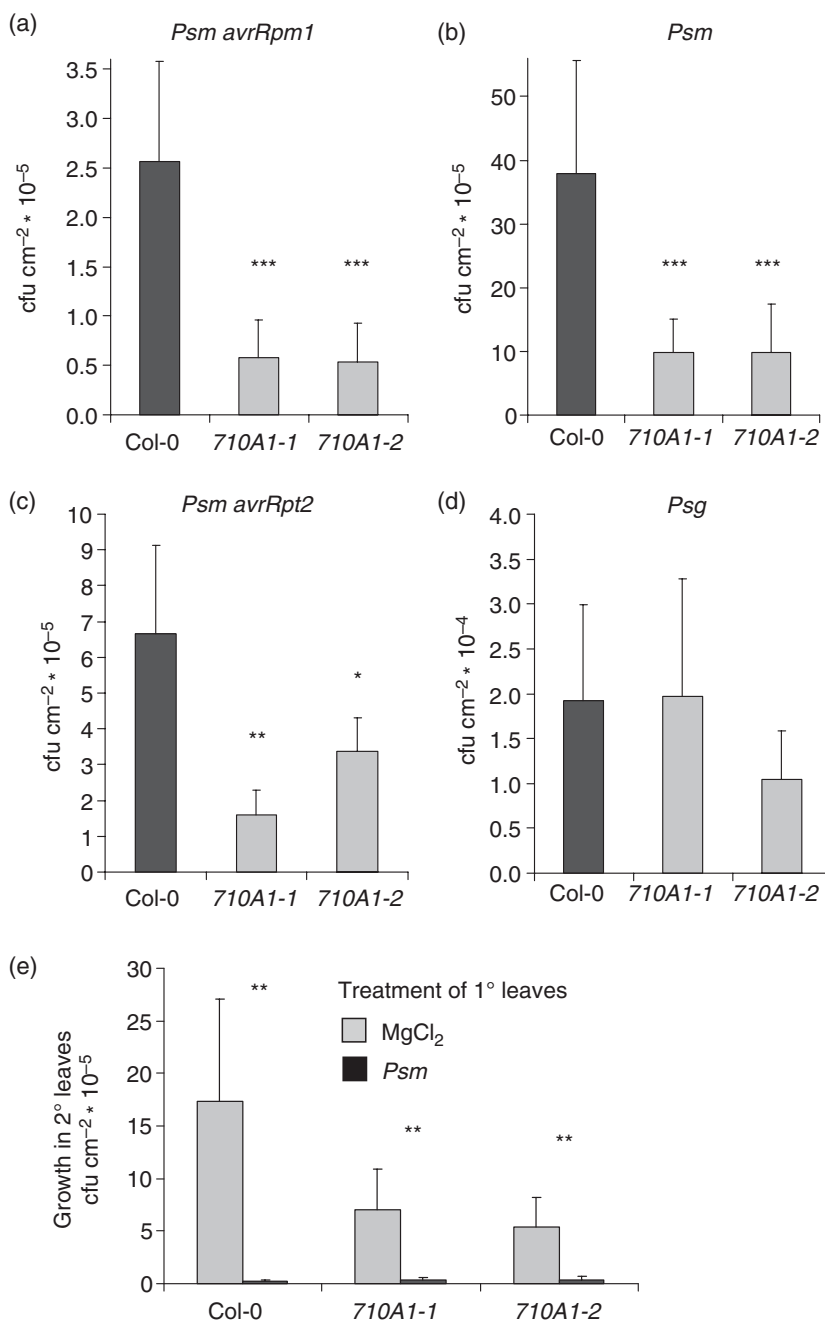 (a)
Psm avrRpm1
3.5
3.0
2.5
2.0
1.5
1.0
0.5
0.0
cfu cm⁻² * 10⁻⁵
***
***
Col-0 710A1-1 710A1-2
(b)
Psm
50
40
30
20
10
0
cfu cm⁻² * 10⁻⁵
***
***
Col-0 710A1-1 710A1-2
(c)
Psm avrRpt2
10
9
8
7
6
5
4
3
2
1
0
cfu cm⁻² * 10⁻⁵
**
*
Col-0 710A1-1 710A1-2
(d)
Psg
4.0
3.5
3.0
2.5
2.0
1.5
1.0
0.5
0.0
cfu cm⁻² * 10⁻⁴
Col-0 710A1-1 710A1-2
(e)
30
25
20
15
10
5
0
Growth in 2° leaves
cfu cm⁻² * 10⁻⁵
**
**
**
Treatment of 1° leaves
MgCl₂
Psm
Col-0 710A1-1 710A1-2